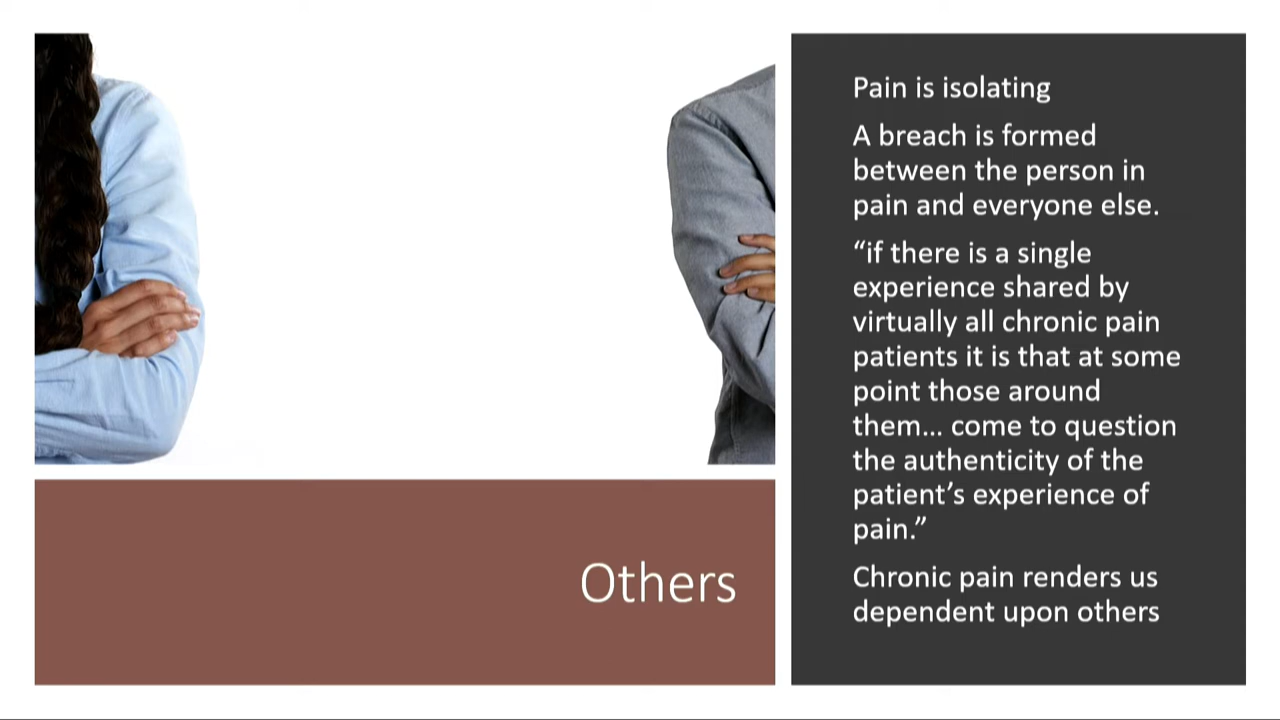 Others
Pain is isolating
A breach is formed
between the person in
pain and everyone else.
“if there is a single
experience shared by
virtually all chronic pain
patients it is that at some
point those around
them… come to question
the authenticity of the
patient’s experience of
pain.”
Chronic pain renders us
dependent upon others